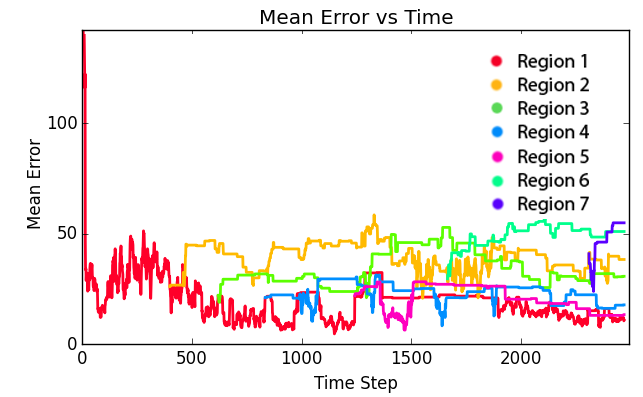 Mean Error vs Time
Mean Error
100
50
0
Region 1
Region 2
Region 3
Region 4
Region 5
Region 6
Region 7
0 500 1000 1500 2000
Time Step